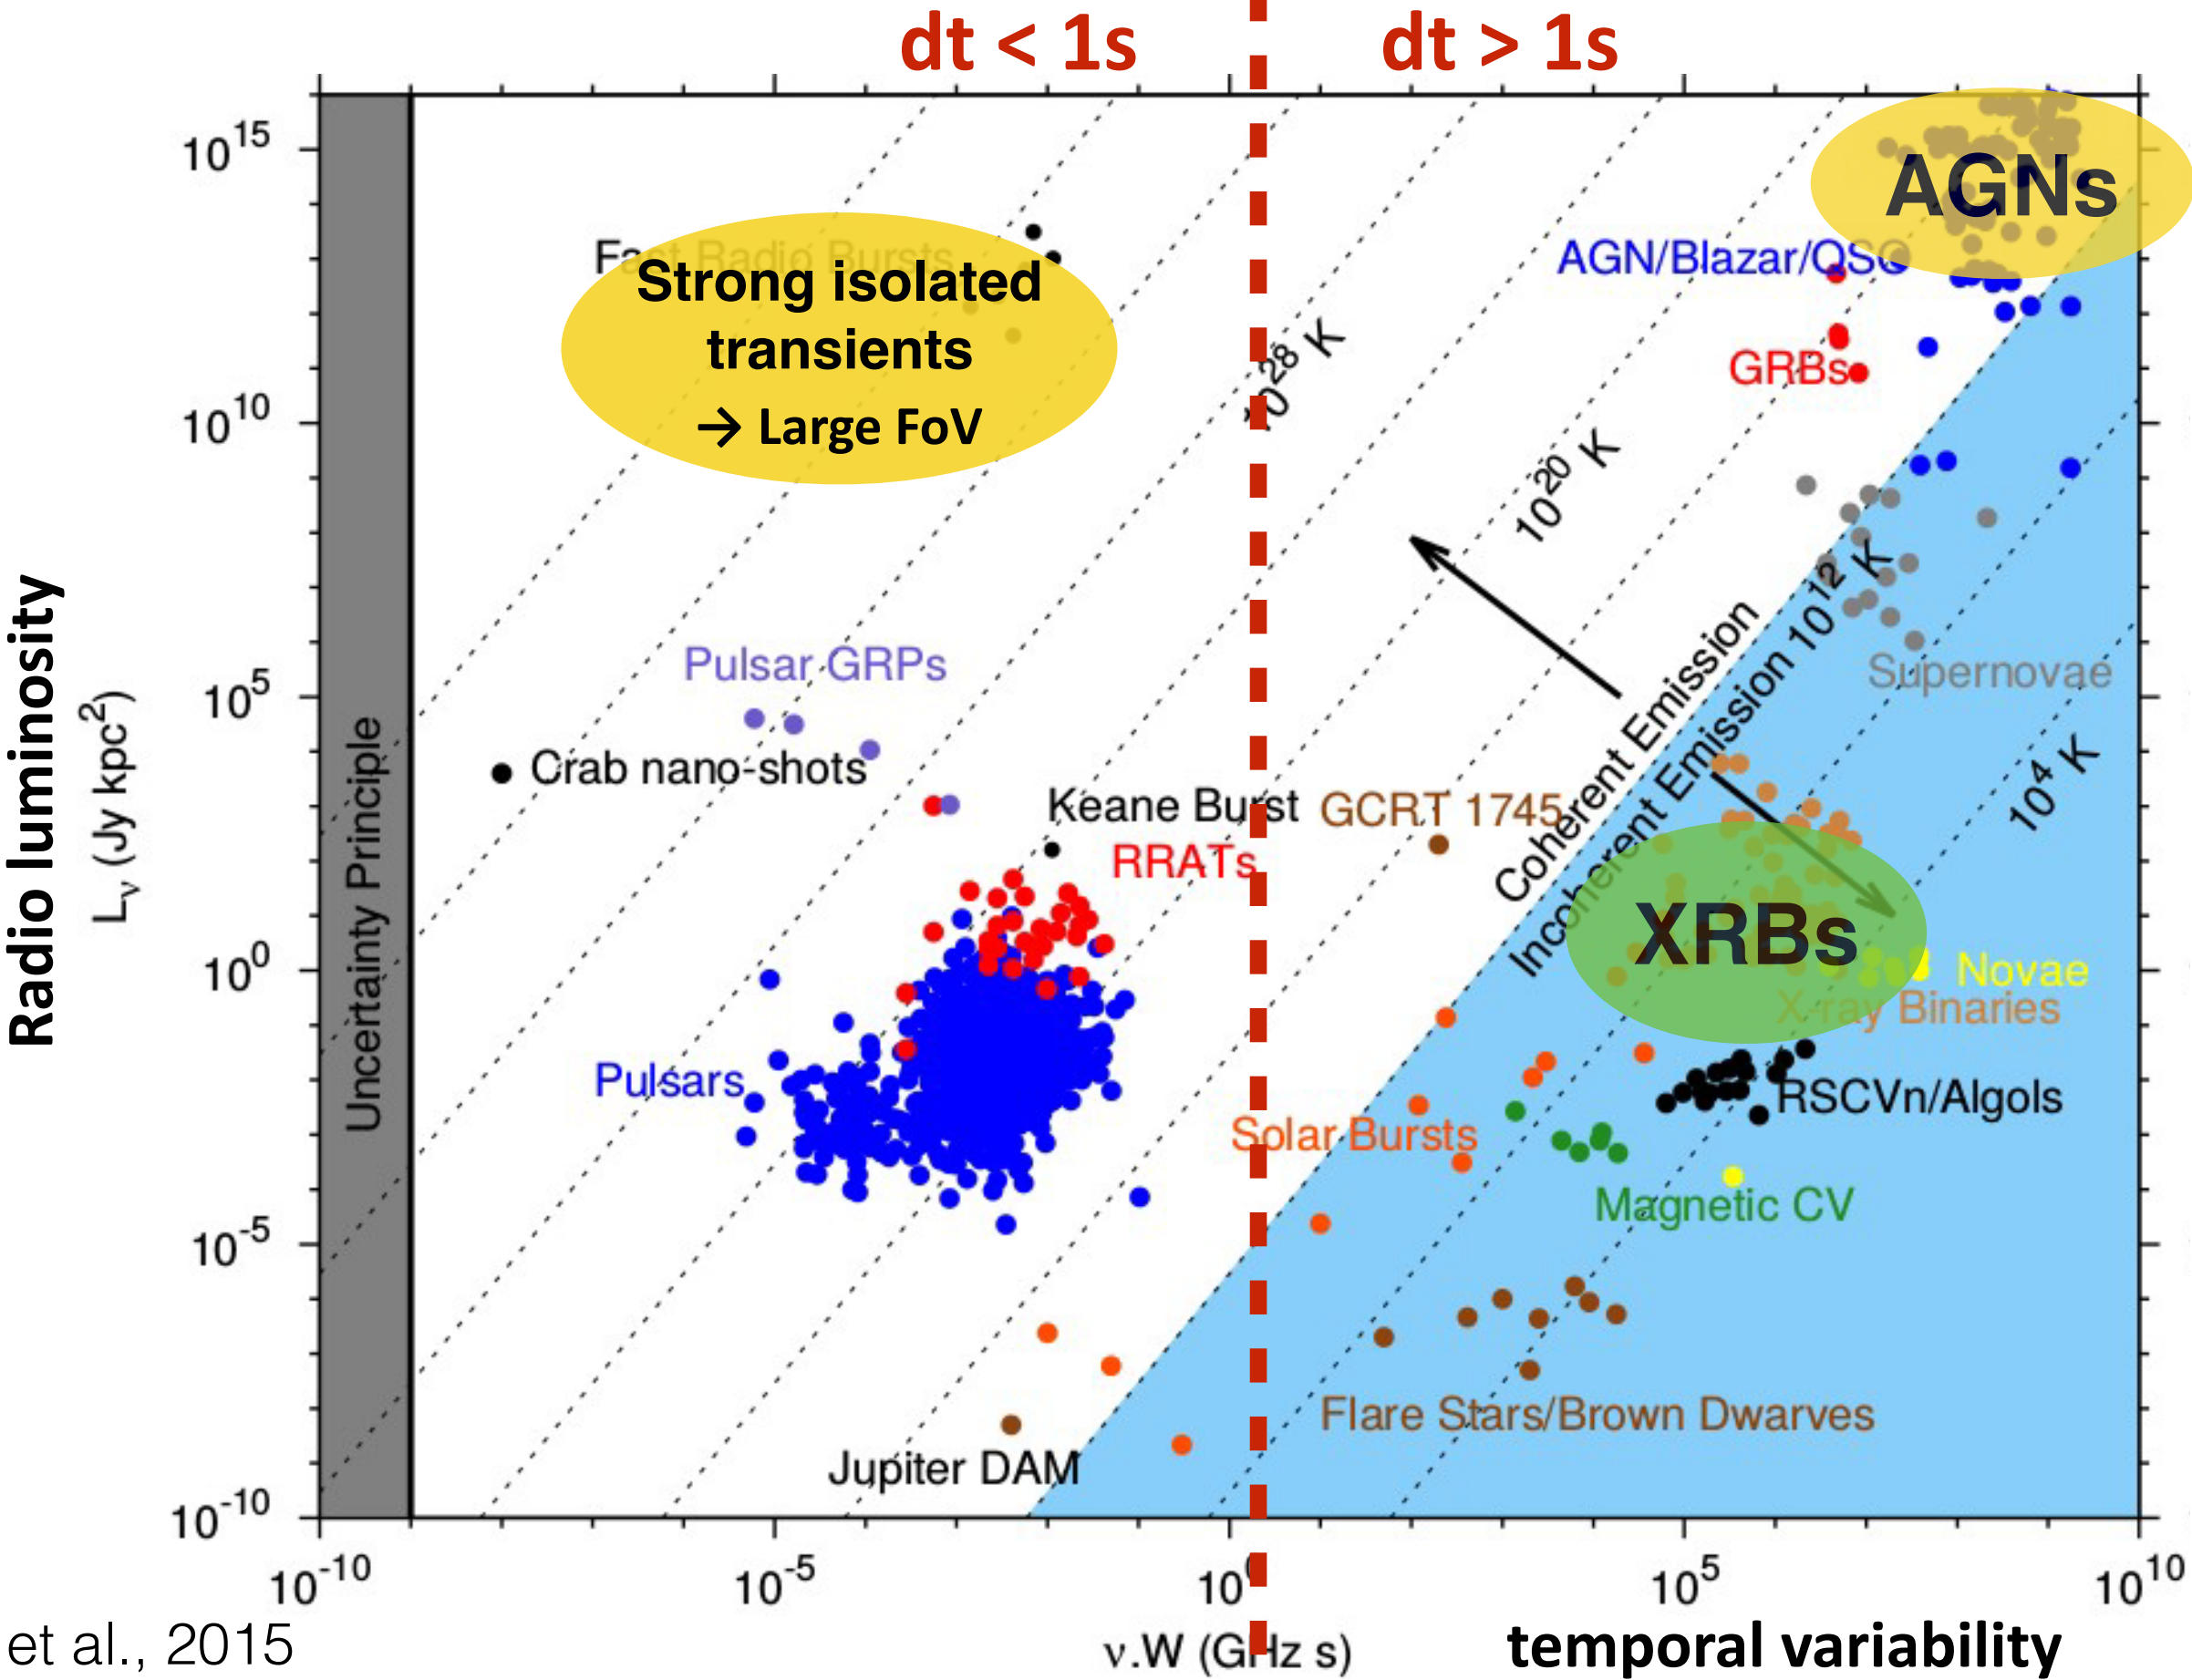 dt < 1s
dt > 1s
10^15
10^10
10^5
10^0
10^-5
10^-10
Radio luminosity
Lν (Jy kpc²)
Uncertainty Principle
Fast Radio Bursts
Strong isolated
transients
→ Large FoV
AGNs
AGN/Blazar/QSO
GRBs
10^28 K
10^20 K
10^12 K
10^4 K
Coherent Emission
Incoherent Emission
Supernovae
Pulsar GRPs
Crab nano-shots
Keane Burst
GCRT 1745
RRATs
XRBs
Novae
X-ray Binaries
Pulsars
RSCVn/Algols
Solar Bursts
Magnetic CV
Flare Stars/Brown Dwarves
Jupiter DAM
10^-10
10^-5
10^0
10^5
10^10
et al., 2015
ν.W (GHz s)
temporal variability